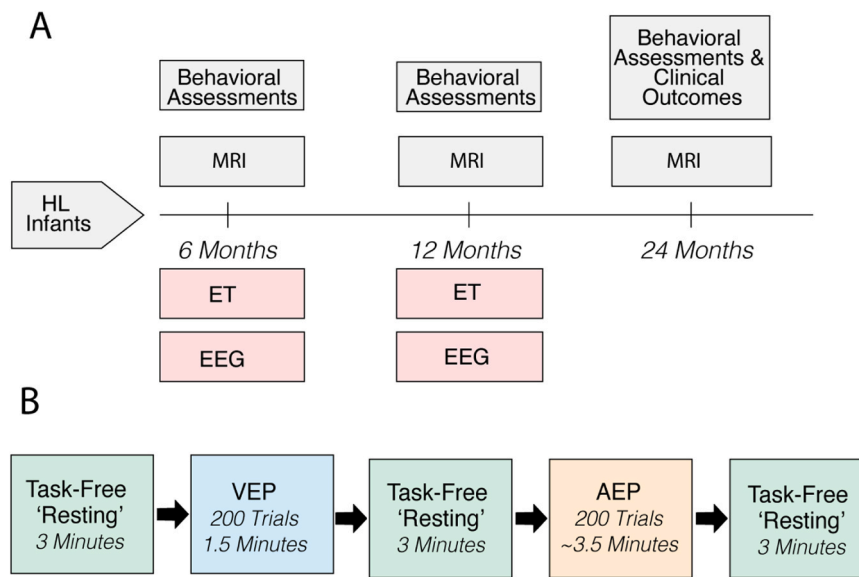 A
Behavioral
Assessments
Behavioral
Assessments
Behavioral
Assessments &
Clinical
Outcomes
MRI
MRI
MRI
HL
Infants
6 Months
12 Months
24 Months
ET
ET
EEG
EEG
B
Task-Free
'Resting'
3 Minutes
VEP
200 Trials
1.5 Minutes
Task-Free
'Resting'
3 Minutes
AEP
200 Trials
~3.5 Minutes
Task-Free
'Resting'
3 Minutes